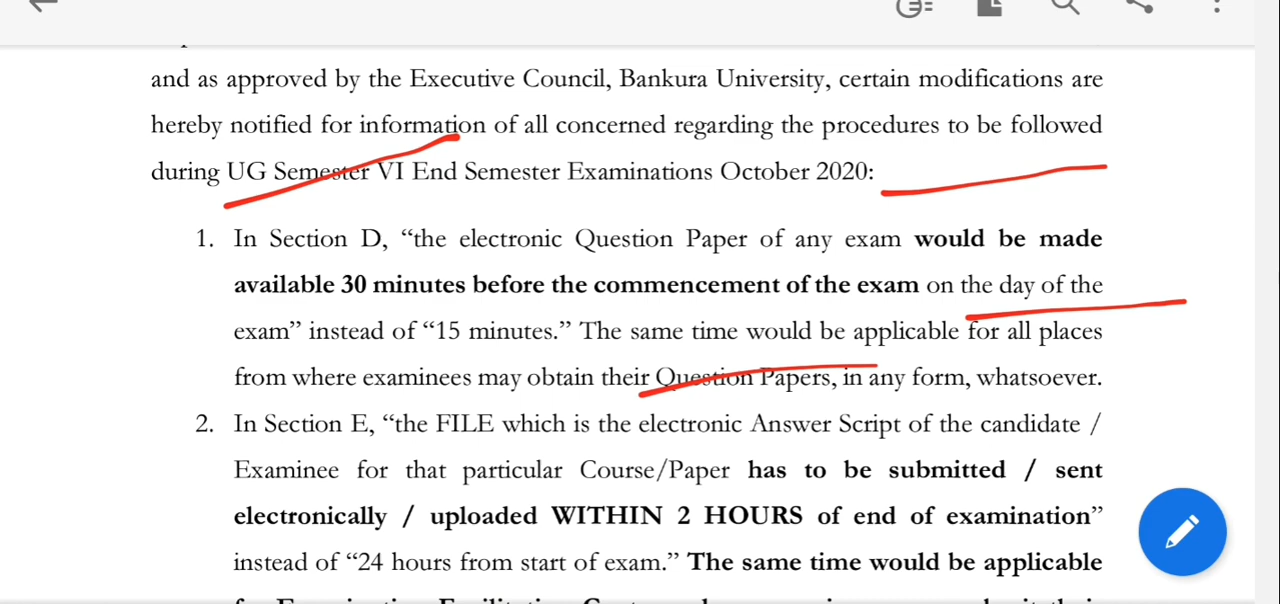 and as approved by the Executive Council, Bankura University, certain modifications are
hereby notified for information of all concerned regarding the procedures to be followed
during UG Semester VI End Semester Examinations October 2020:
1. In Section D, “the electronic Question Paper of any exam would be made
available 30 minutes before the commencement of the exam on the day of the
exam” instead of “15 minutes.” The same time would be applicable for all places
from where examinees may obtain their Question Papers, in any form, whatsoever.
2. In Section E, “the FILE which is the electronic Answer Script of the candidate /
Examinee for that particular Course/Paper has to be submitted / sent
electronically / uploaded WITHIN 2 HOURS of end of examination”
instead of “24 hours from start of exam.” The same time would be applicable